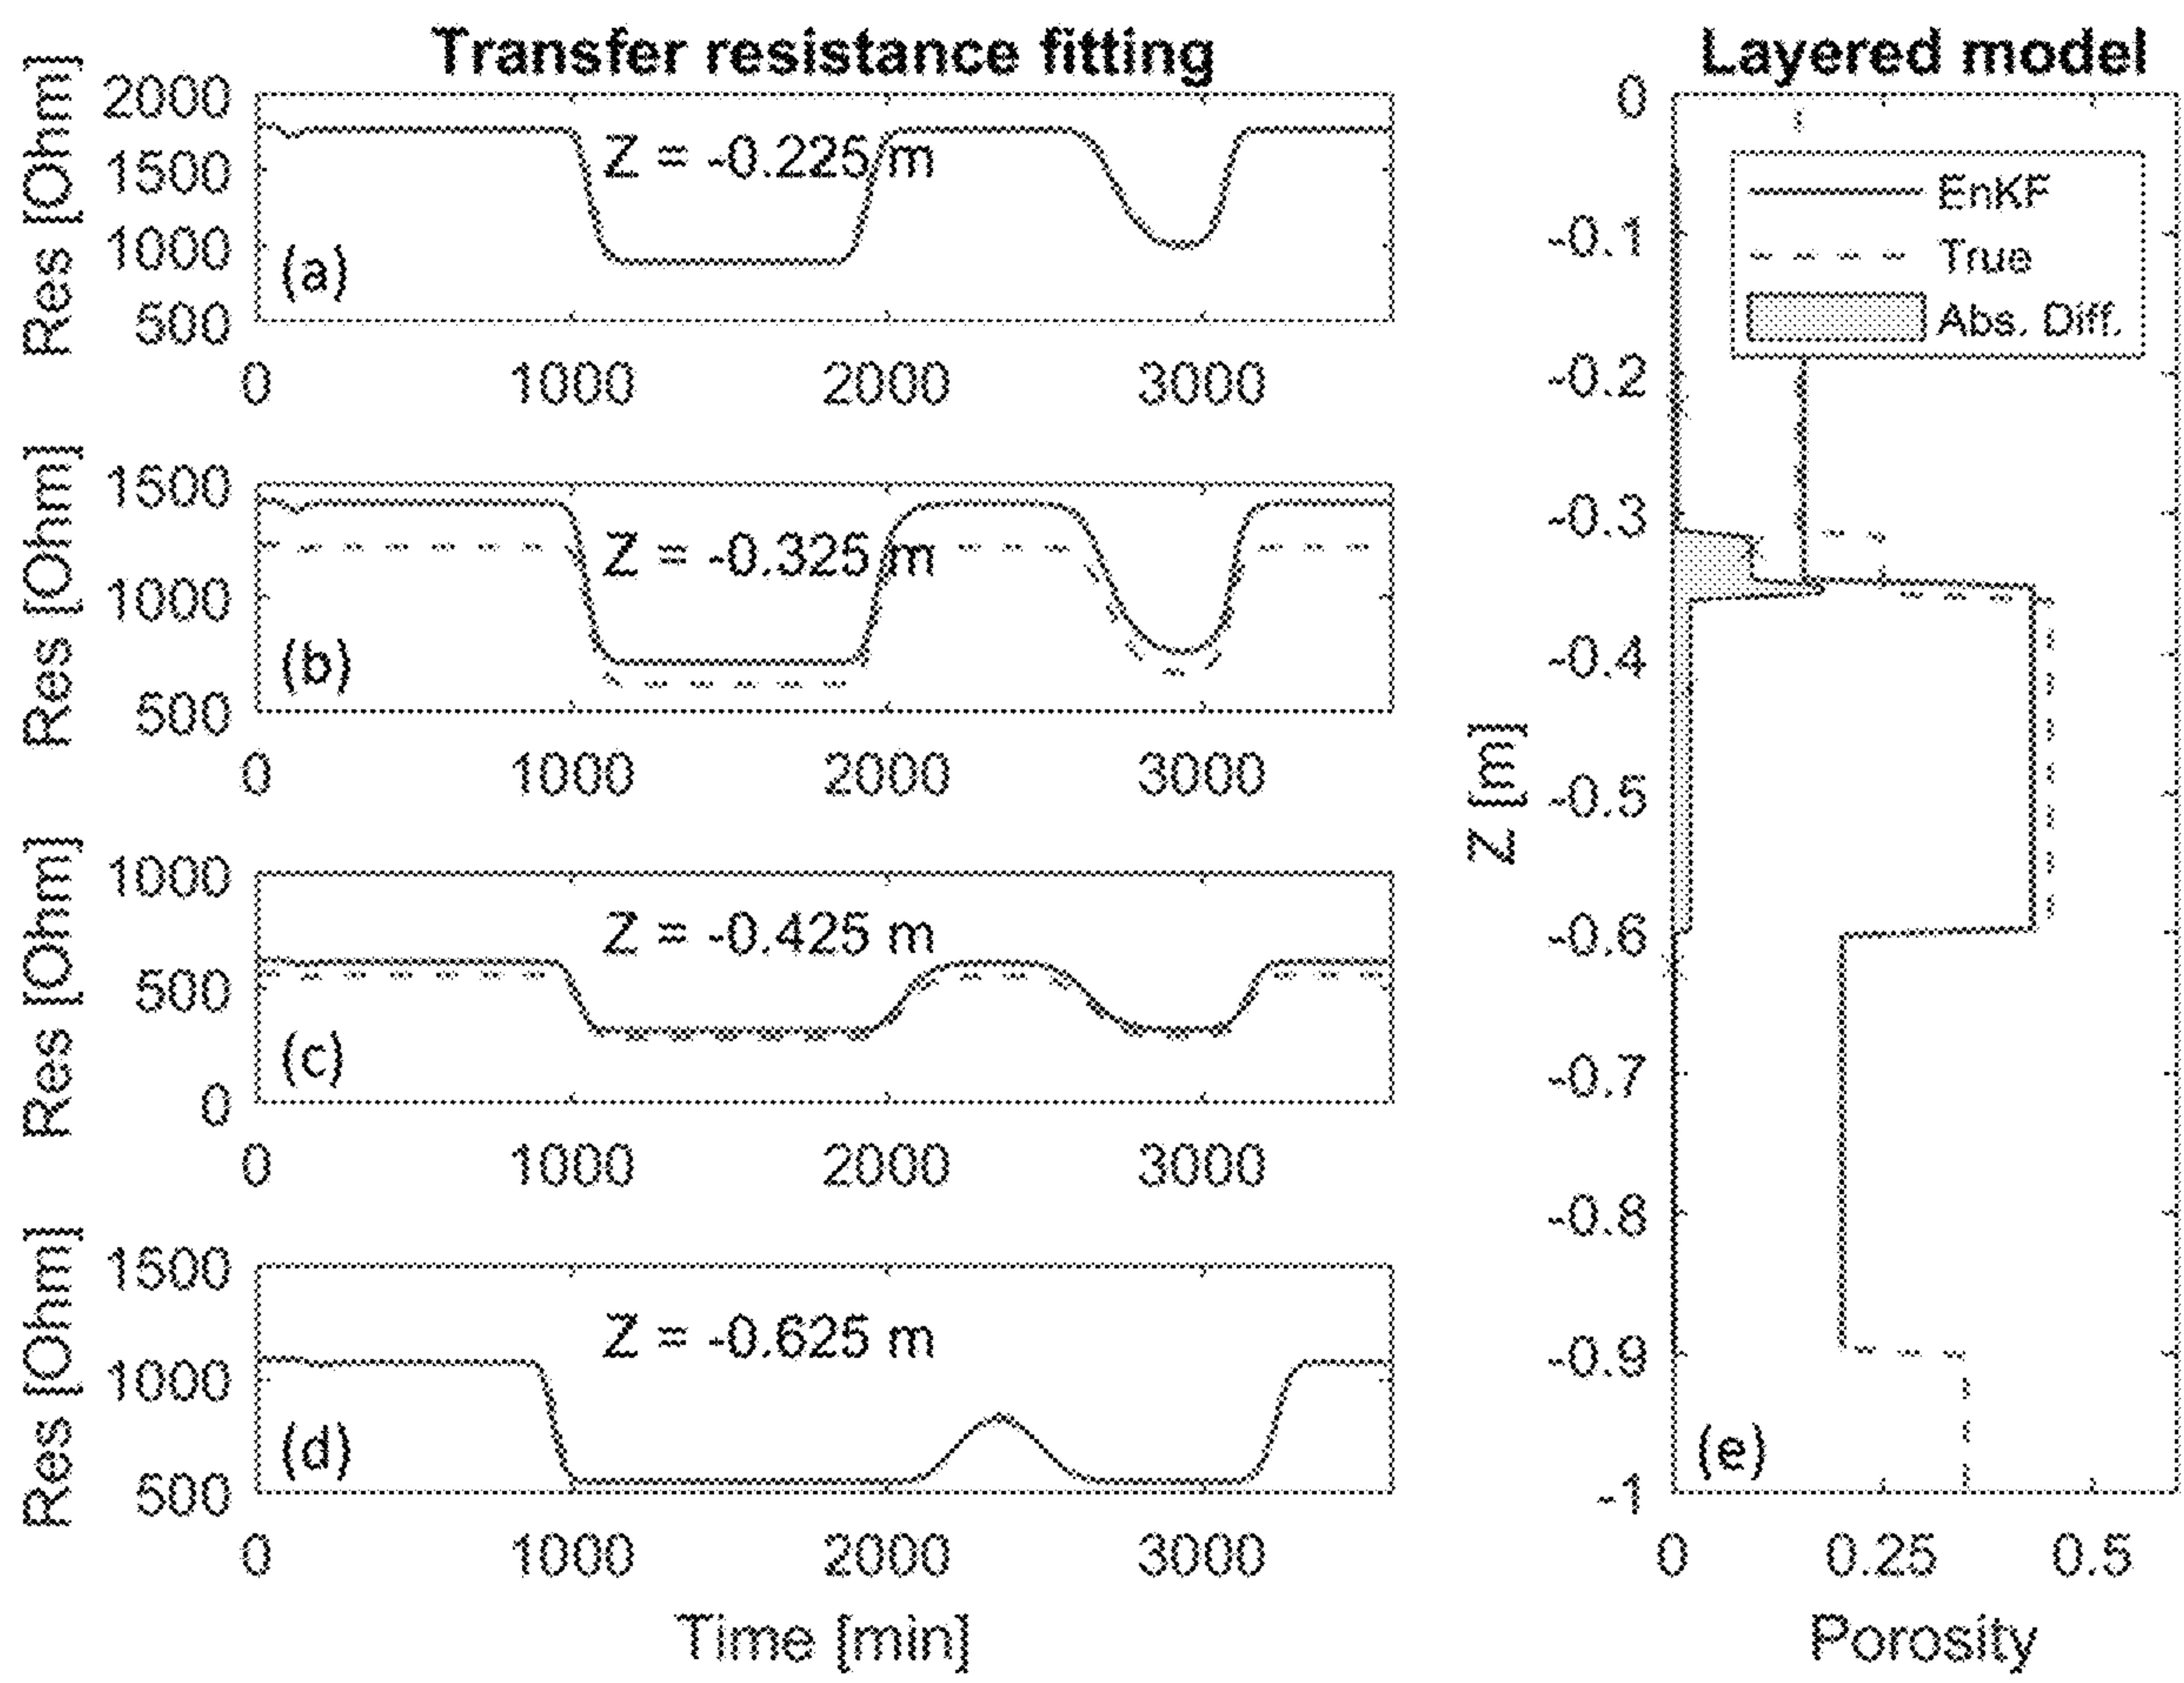 Transfer resistance fitting
Res [Ohm]
2000
1500
1000
500
Z = -0.225 m
(a)
0 1000 2000 3000
Res [Ohm]
1500
1000
500
Z = -0.325 m
(b)
0 1000 2000 3000
Res [Ohm]
1000
500
0
Z = -0.425 m
(c)
0 1000 2000 3000
Res [Ohm]
1500
1000
500
Z = -0.625 m
(d)
0 1000 2000 3000
Time [min]
Layered model
Z [m]
0
-0.1
-0.2
-0.3
-0.4
-0.5
-0.6
-0.7
-0.8
-0.9
-1
EnKF
True
Abs. Diff.
(e)
0 0.25 0.5
Porosity